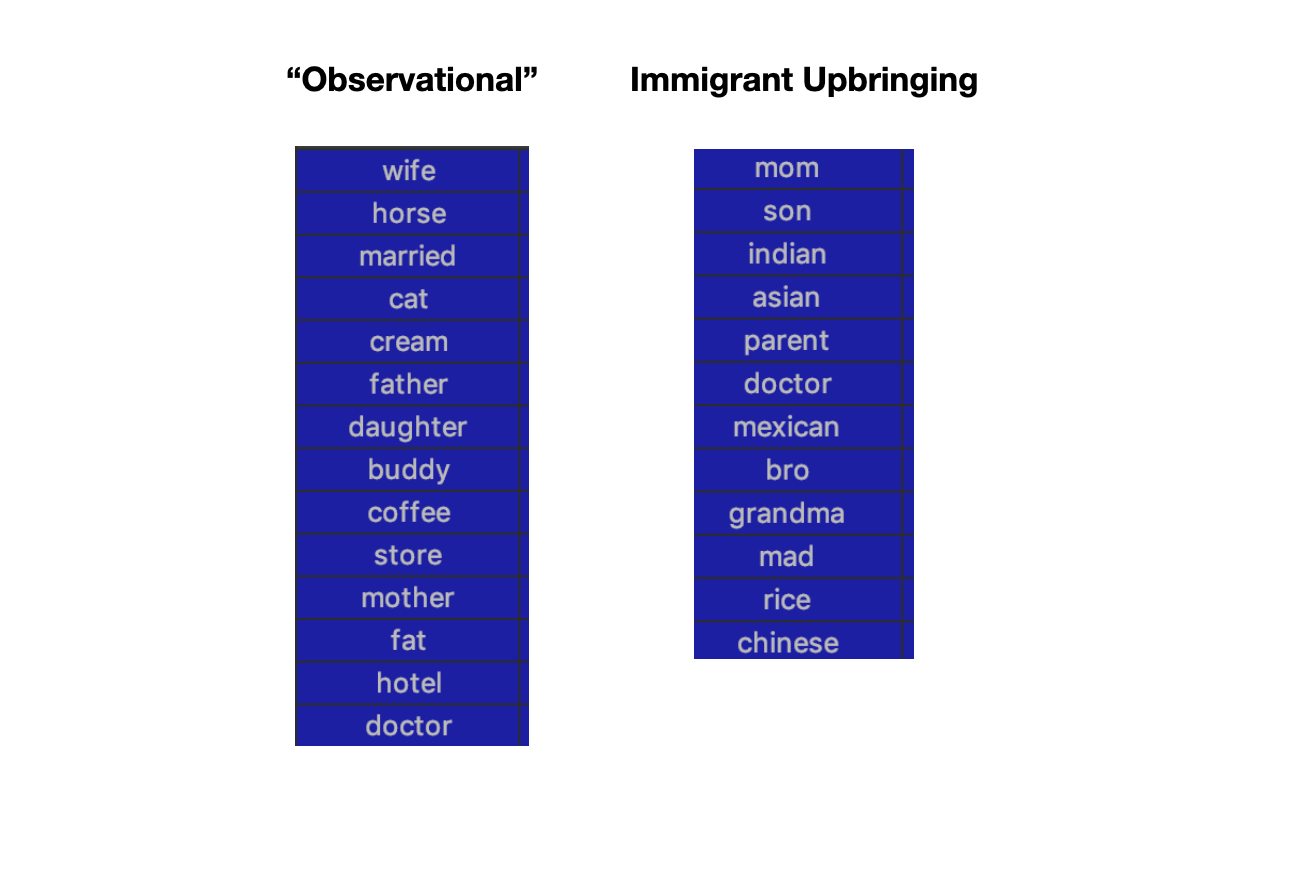 “Observational”
wife
horse
married
cat
cream
father
daughter
buddy
coffee
store
mother
fat
hotel
doctor
Immigrant Upbringing
mom
son
indian
asian
parent
doctor
mexican
bro
grandma
mad
rice
chinese